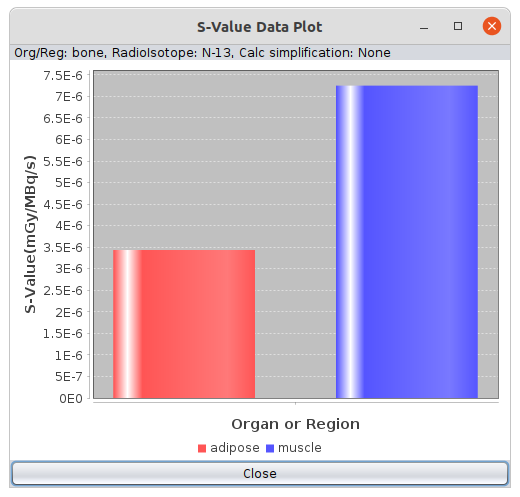 S-Value Data Plot
Org/Reg: bone, RadioIsotope: N-13, Calc simplification: None
7.5E-6
7E-6
6.5E-6
6E-6
5.5E-6
5E-6
4.5E-6
4E-6
3.5E-6
3E-6
2.5E-6
2E-6
1.5E-6
1E-6
5E-7
0E0
S-Value(mGy/MBq/s)
Organ or Region
adipose muscle
Close